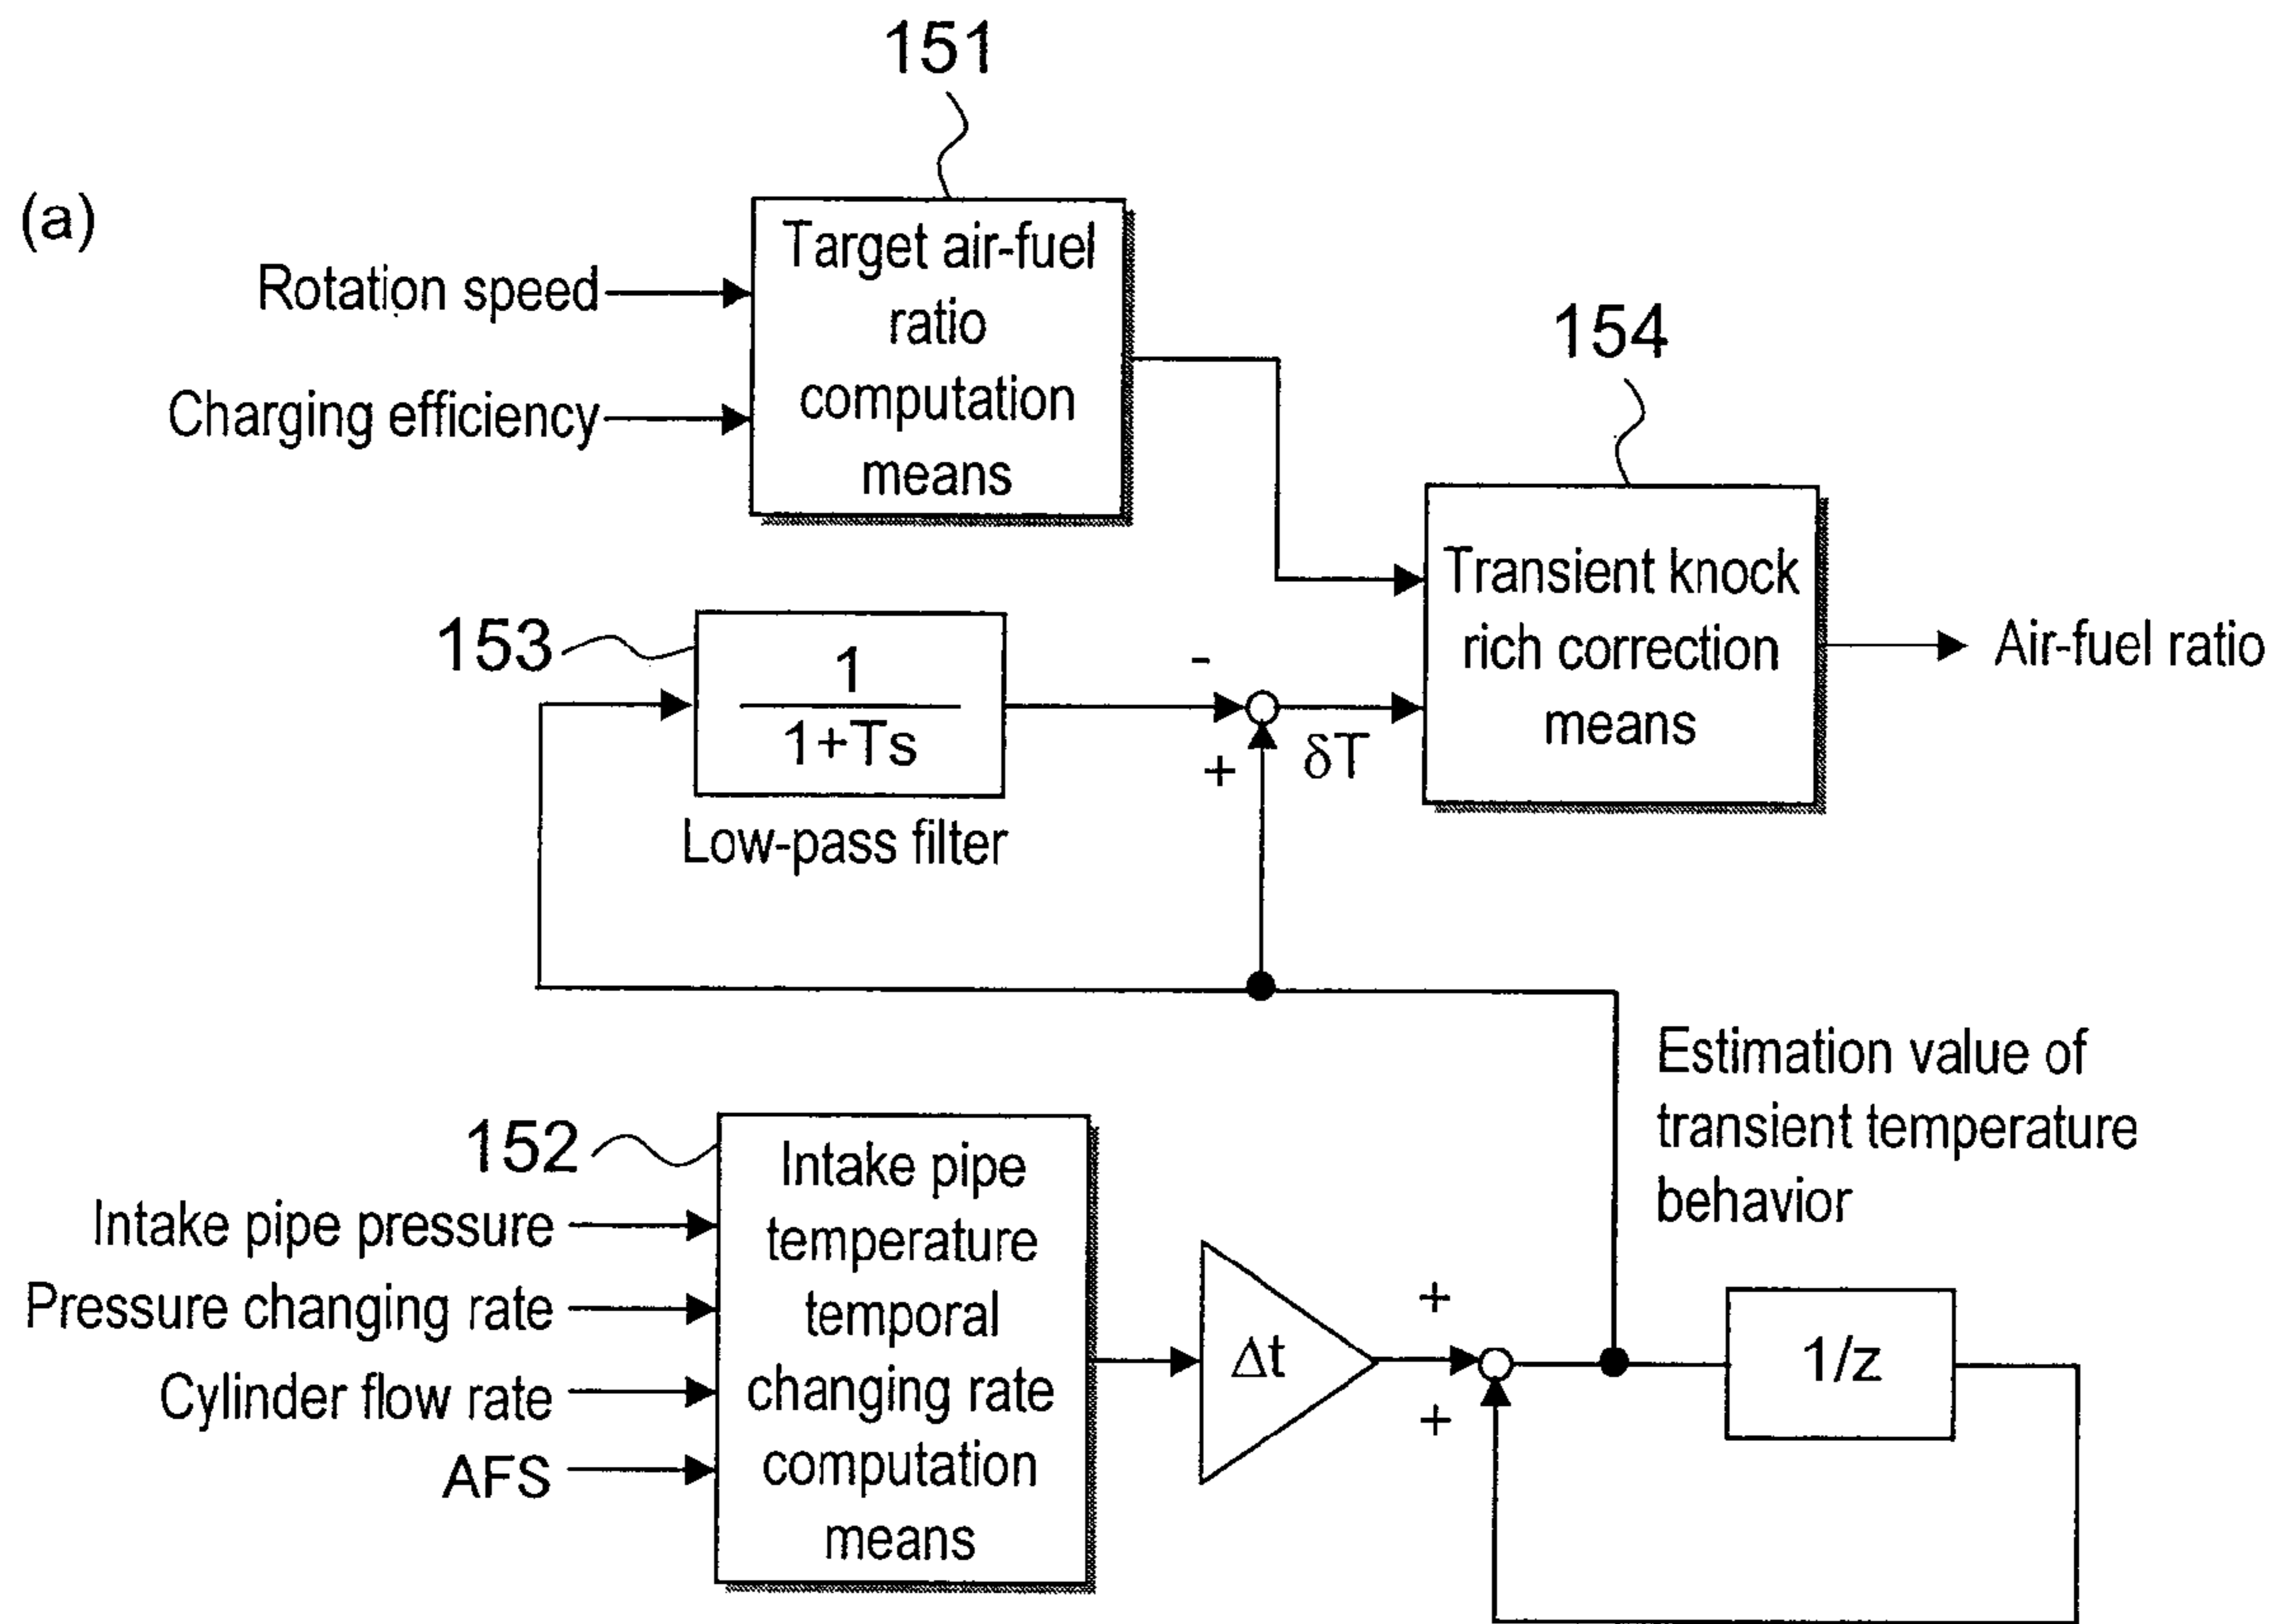 151
(a)
Rotation speed
Charging efficiency
Target air-fuel
ratio
computation
means
154
Transient knock
rich correction
means
Air-fuel ratio
153
1
1+Ts
Low-pass filter
-
+
δT
Estimation value of
transient temperature
behavior
152
Intake pipe pressure
Pressure changing rate
Cylinder flow rate
AFS
Intake pipe
temperature
temporal
changing rate
computation
means
Δt
+
+
1/z